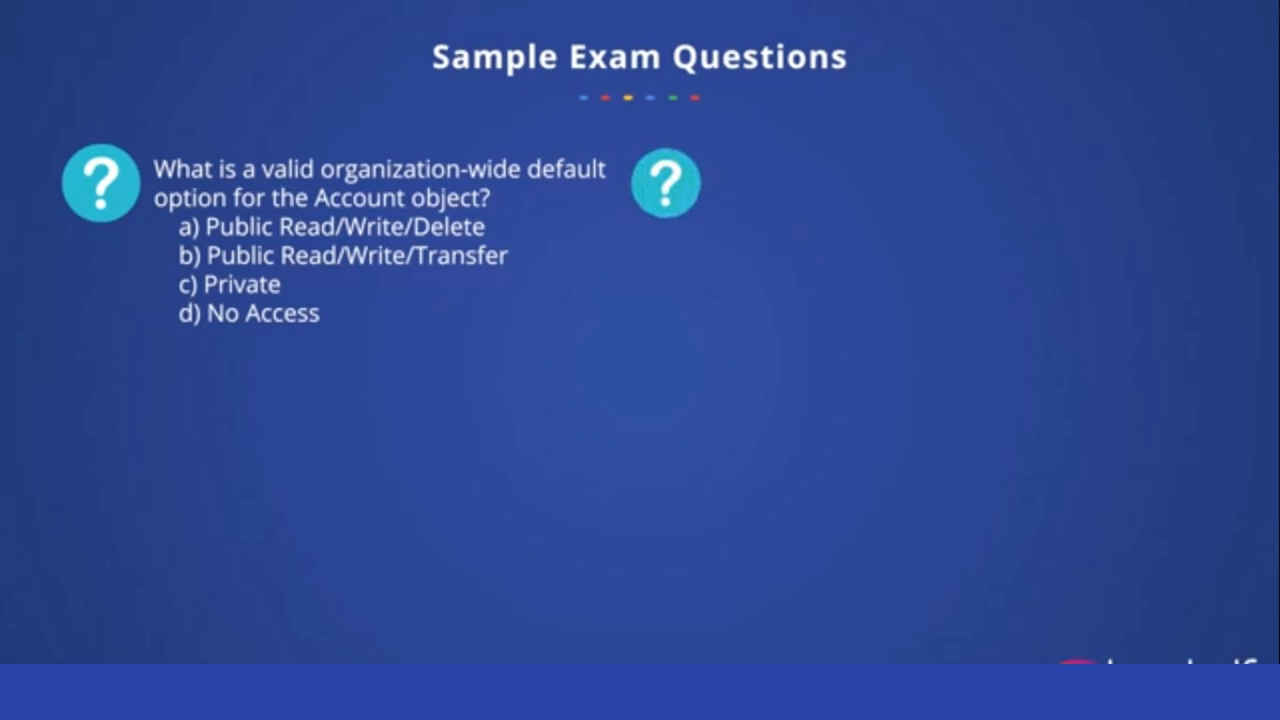 Sample Exam Questions
What is a valid organization-wide default
option for the Account object?
a) Public Read/Write/Delete
b) Public Read/Write/Transfer
c) Private
d) No Access